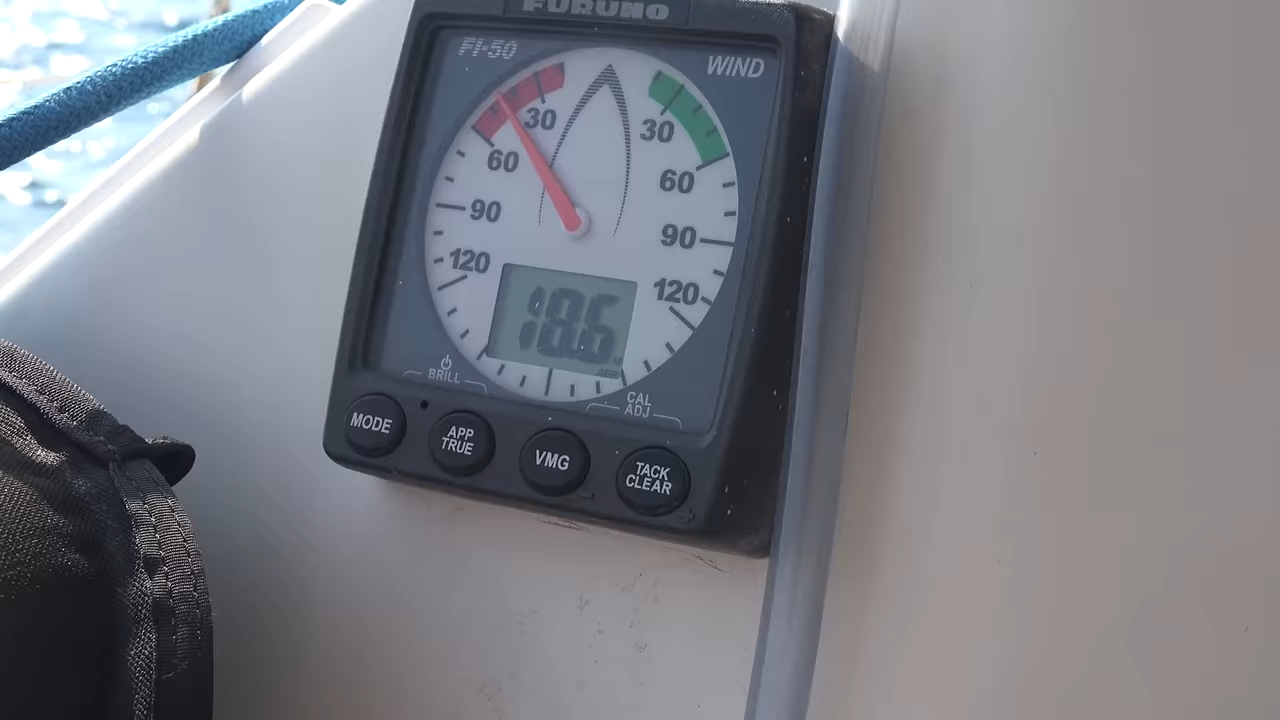 FURUNO
FI-50
WIND
30
30
60
60
90
90
120
120
18.6
BRILL
CAL
ADJ
MODE
APP
TRUE
VMG
TACK
CLEAR